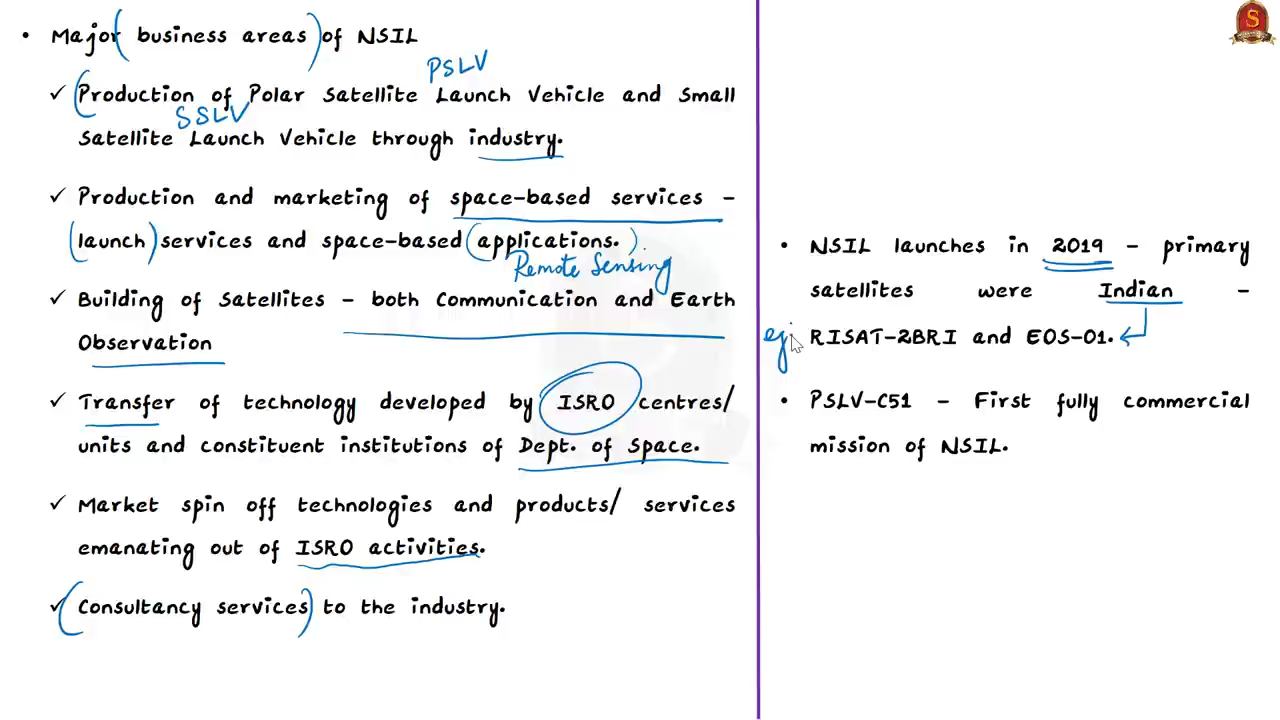 • Major (business areas) of NSIL
PSLV
✓ Production of Polar Satellite Launch Vehicle and Small
SSLV
Satellite Launch Vehicle through industry.
✓ Production and marketing of space-based services -
(launch) services and space-based (applications.)
Remote Sensing
✓ Building of Satellites - both Communication and Earth
Observation
✓ Transfer of technology developed by ISRO centres/
units and constituent institutions of Dept. of Space.
✓ Market spin off technologies and products/ services
emanating out of ISRO activities.
✓ (Consultancy services) to the industry.
S
• NSIL launches in 2019 - primary
satellites were Indian -
eg: RISAT-2BRI and EOS-01.
• PSLV-C51 - First fully commercial
mission of NSIL.